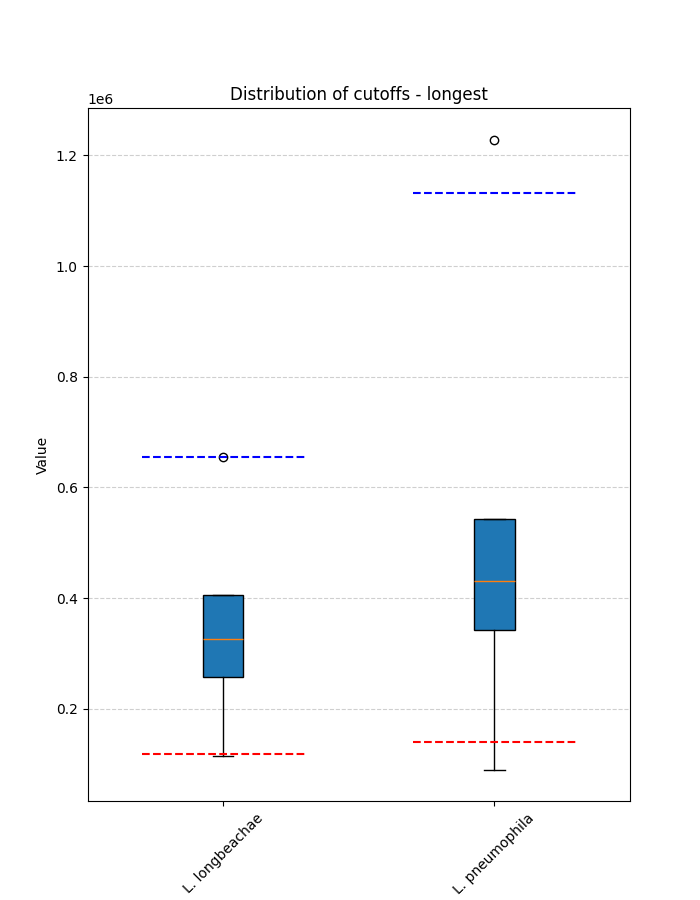 Distribution of cutoffs - longest
1e6
1.2
1.0
0.8
0.6
0.4
0.2
Value
L. longbeachae
L. pneumophila